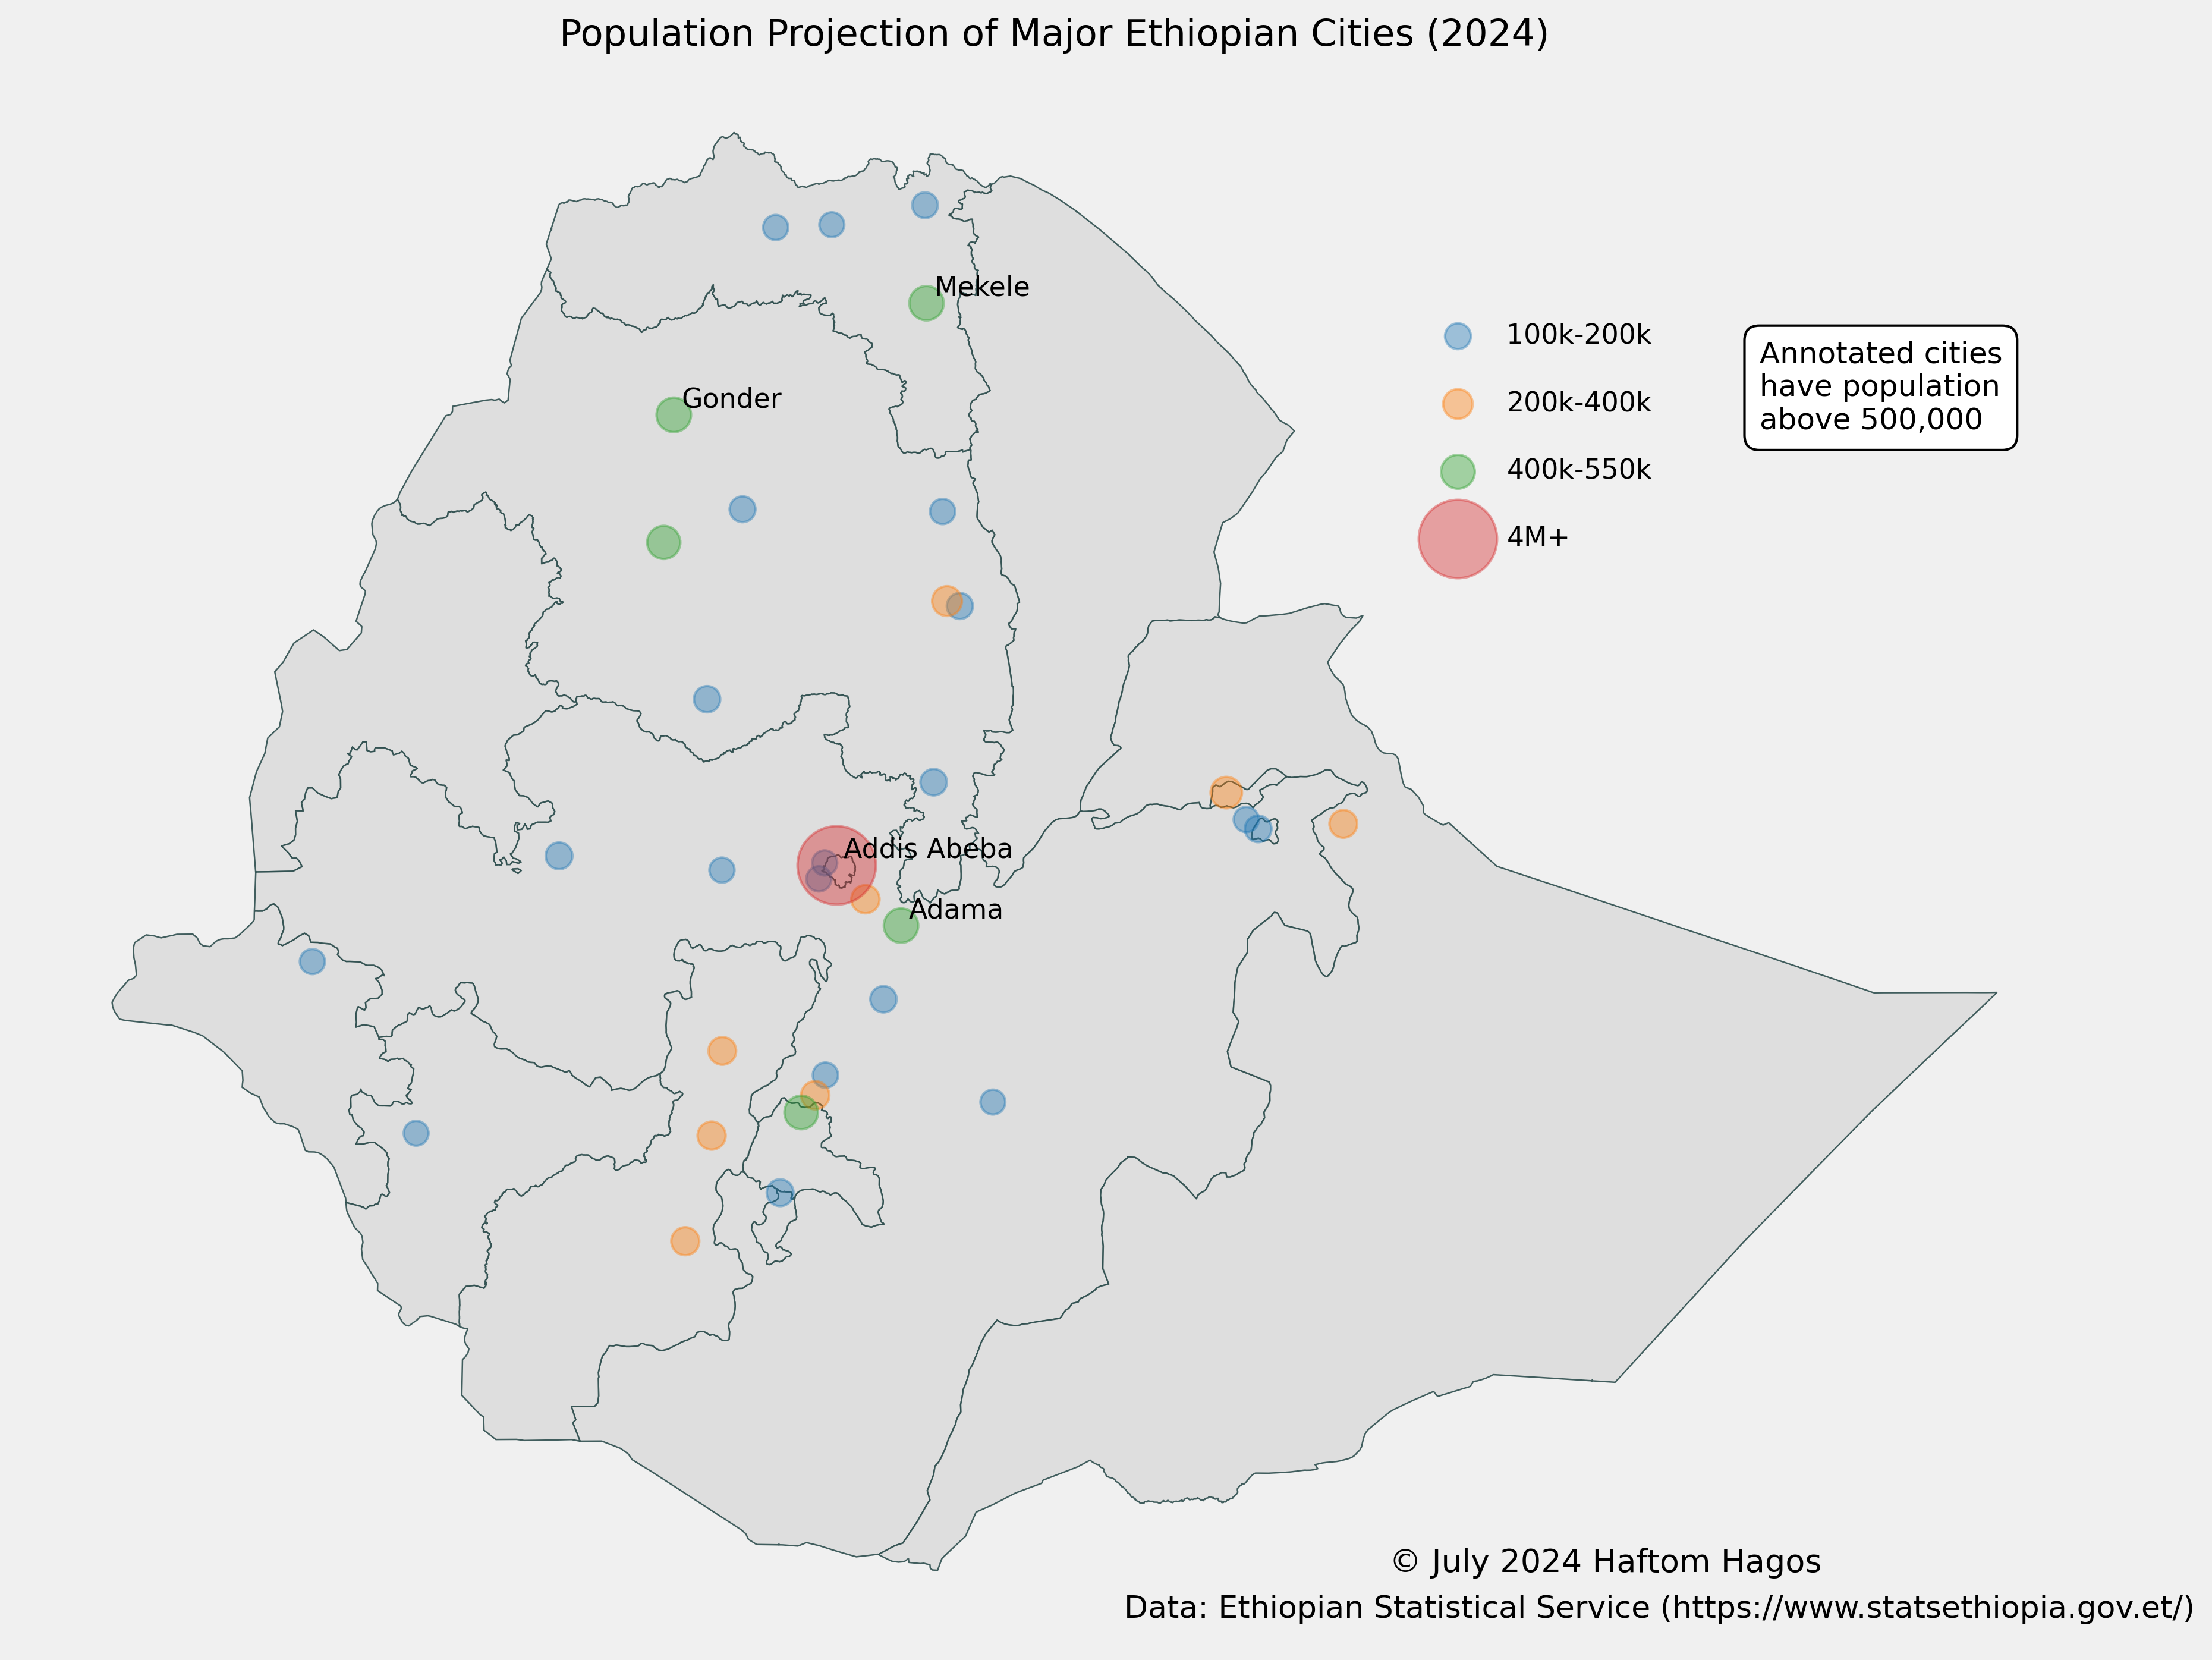 Population Projection of Major Ethiopian Cities (2024)
Mekele
Gonder
100k-200k
200k-400k
400k-550k
4M+
Annotated cities
have population
above 500,000
Addis Abeba
Adama
© July 2024 Haftom Hagos
Data: Ethiopian Statistical Service (https://www.statsethiopia.gov.et/)